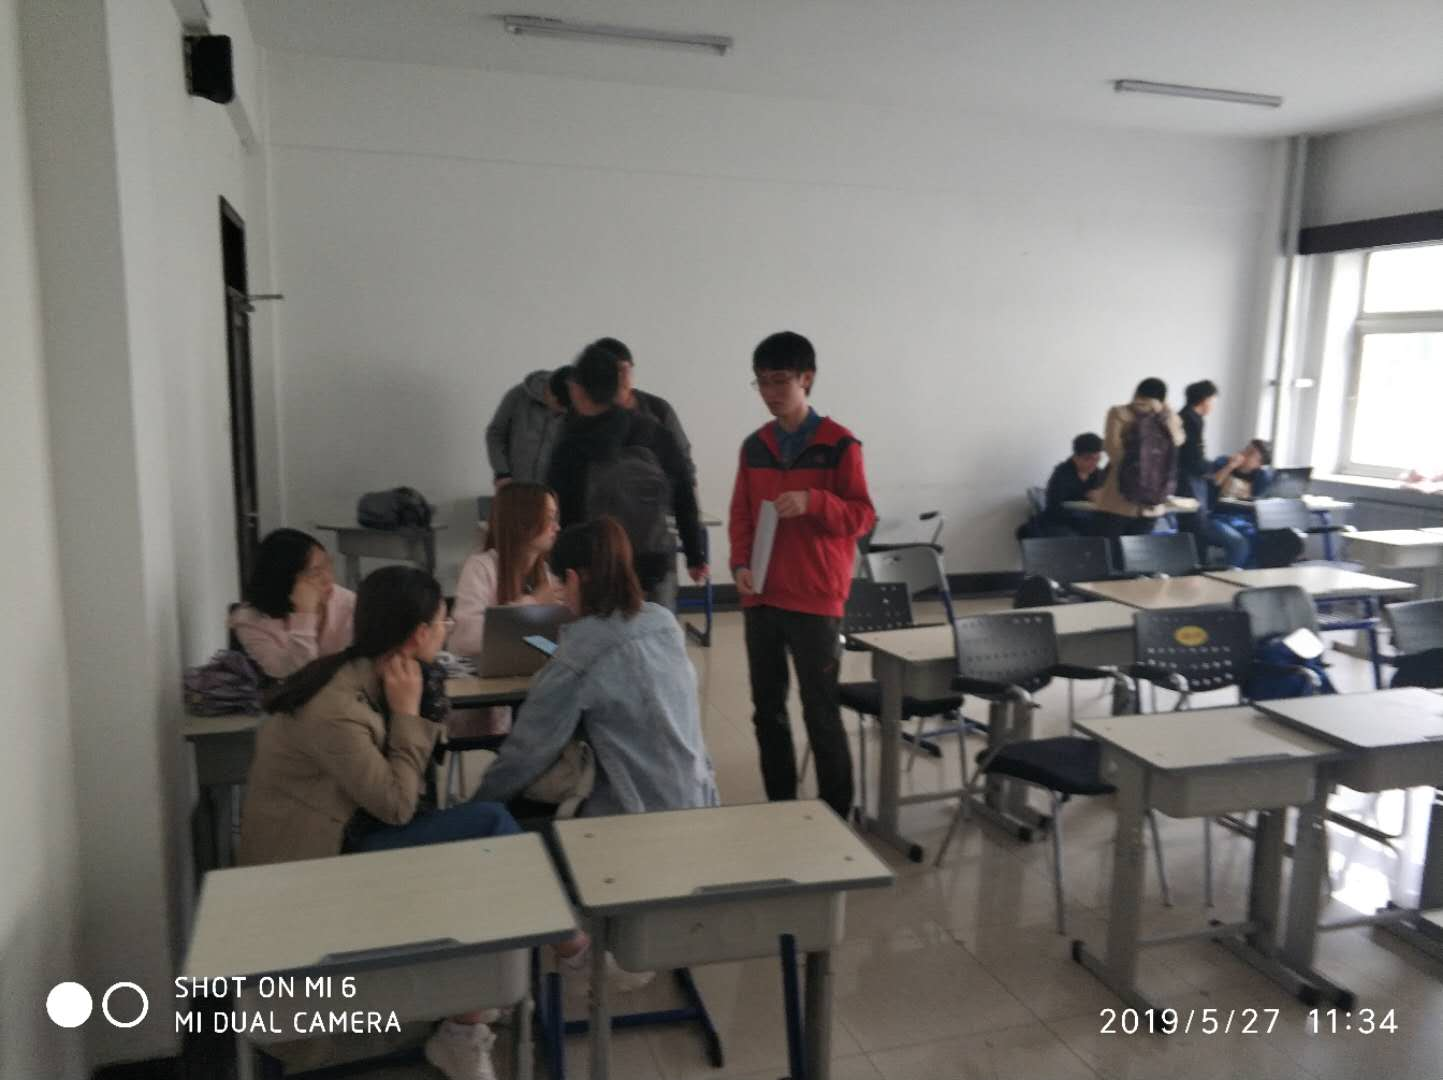 SHOT ON MI 6
MI DUAL CAMERA
2019/5/27 11:34